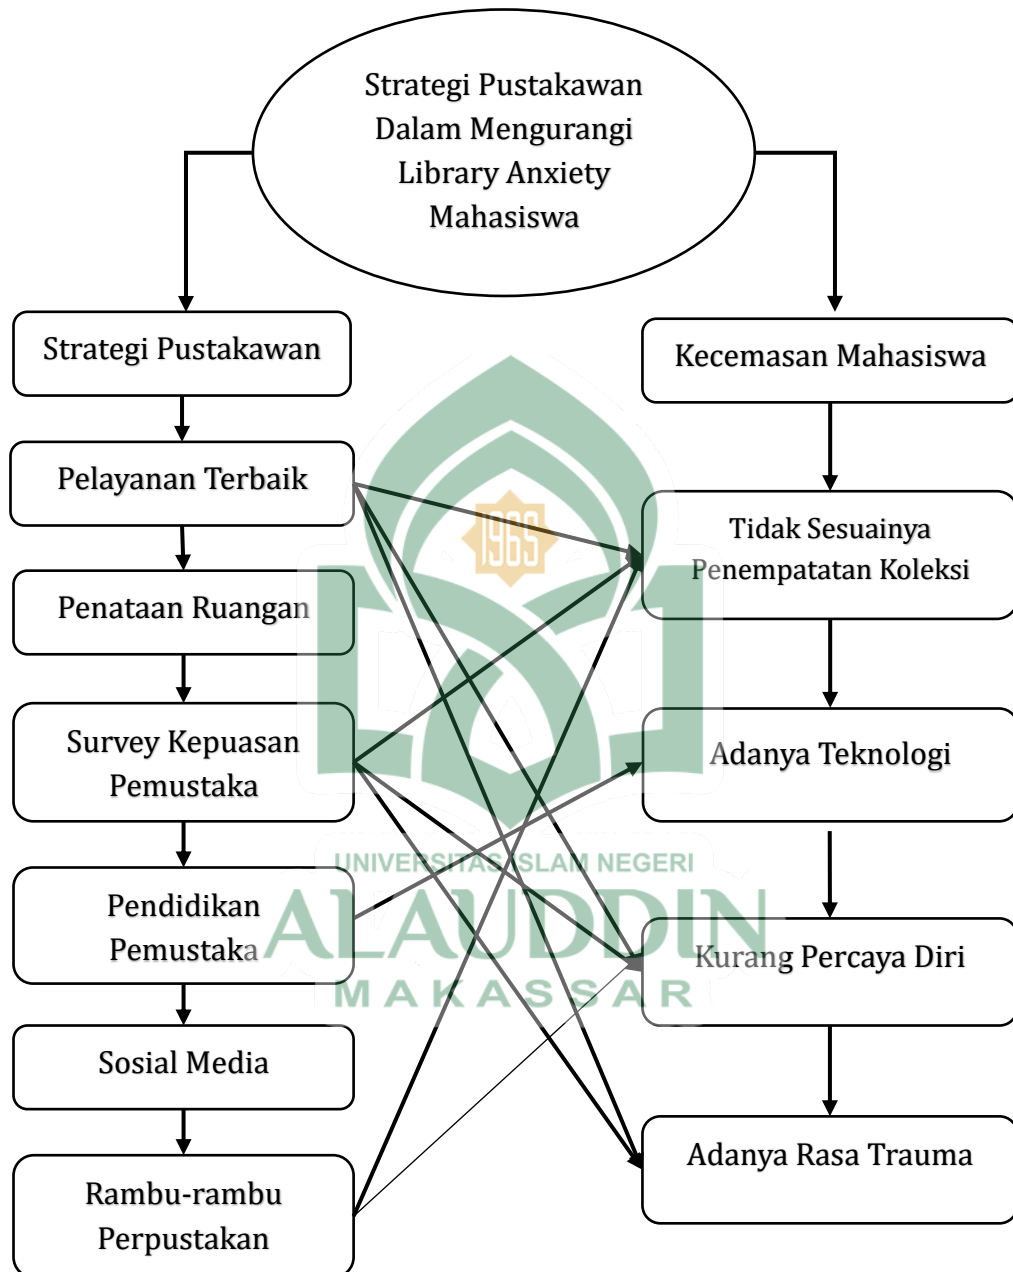 Strategi Pustakawan
Dalam Mengurangi
Library Anxiety
Mahasiswa
Strategi Pustakawan
Kecemasan Mahasiswa
Pelayanan Terbaik
Tidak Sesuainya
Penempatatan Koleksi
1965
Penataan Ruangan
Survey Kepuasan
Pemustaka
Adanya Teknologi
UNIVERSITAS ISLAM NEGERI
ALAUDDIN
MAKASSAR
Pendidikan
Pemustaka
Kurang Percaya Diri
Sosial Media
Adanya Rasa Trauma
Rambu-rambu
Perpustakan